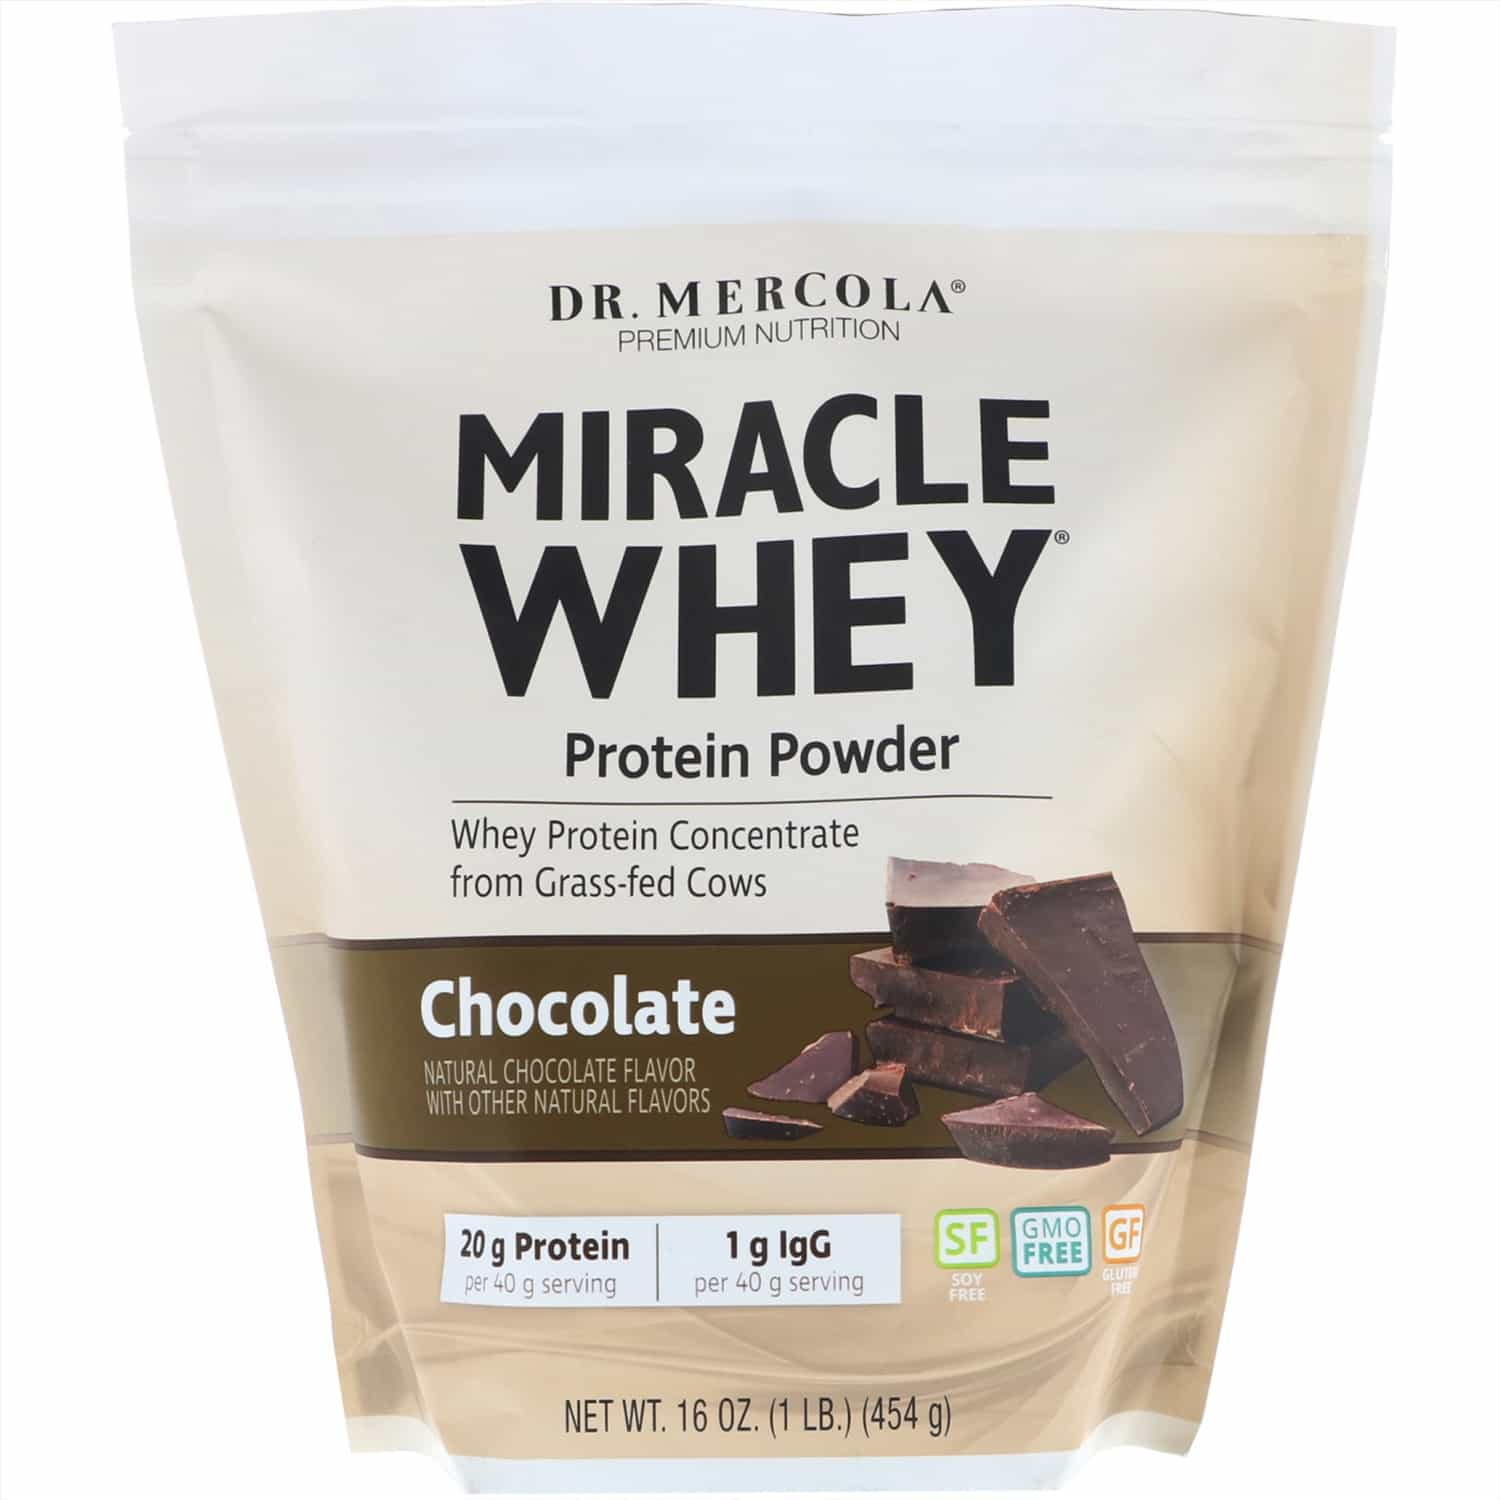 DR. MERCOLA®
PREMIUM NUTRITION
MIRACLE
WHEY®
Protein Powder
Whey Protein Concentrate
from Grass-fed Cows
Chocolate
NATURAL CHOCOLATE FLAVOR
WITH OTHER NATURAL FLAVORS
20 g Protein
per 40 g serving
1 g IgG
per 40 g serving
SF
SOY
FREE
GMO
FREE
GF
GLUTEN
FREE
NET WT. 16 OZ. (1 LB.) (454 g)